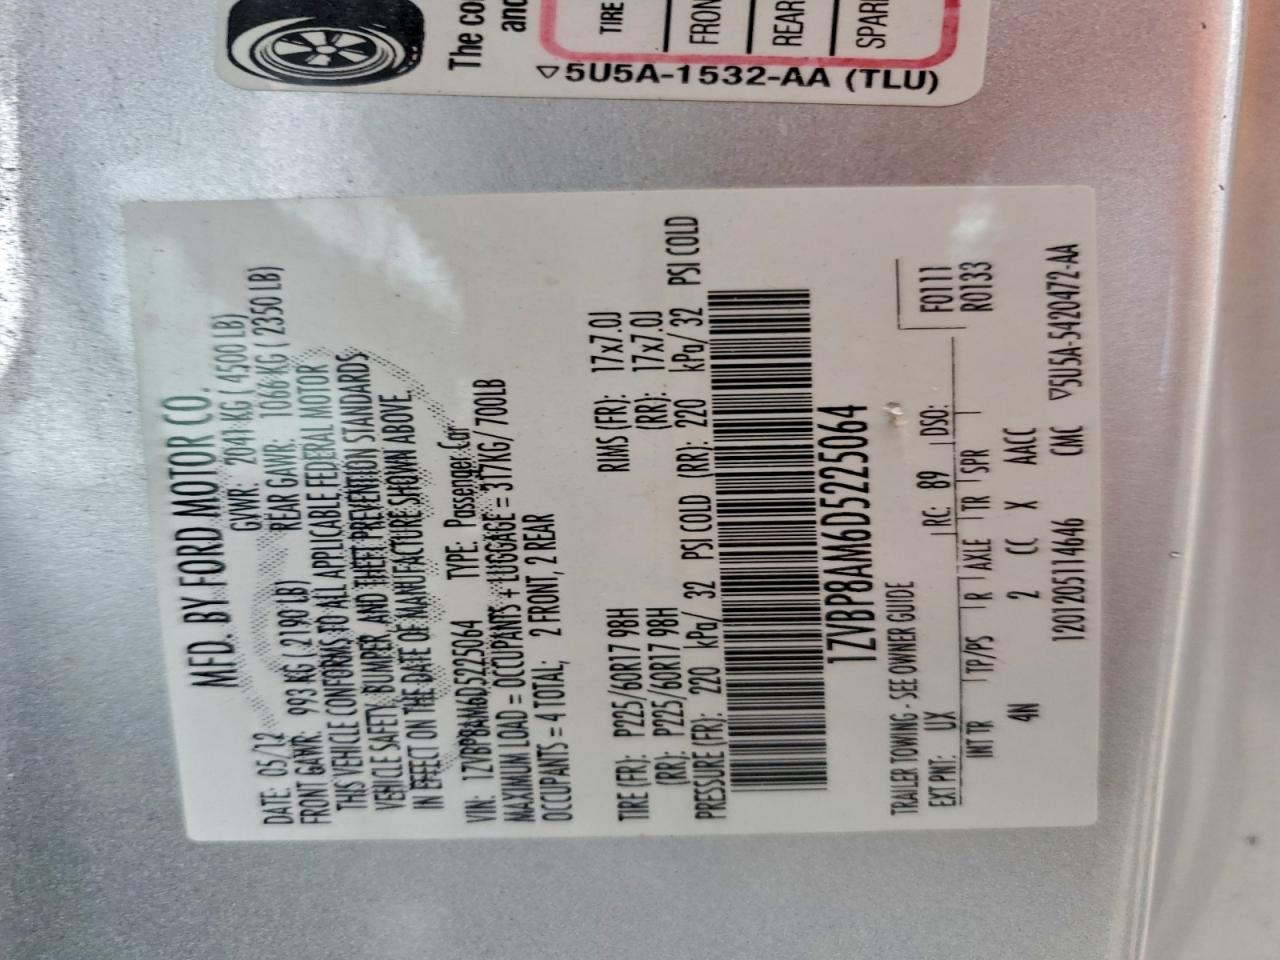 The co
and
TIRE
FRON
REAR
SPAR
▽5U5A-1532-AA (TLU)
MFD. BY FORD MOTOR CO.
DATE: 05/12 GVWR: 2041 KG ( 4500 LB)
FRONT GAWR: 993 KG ( 2190 LB) REAR GAWR: 1066 KG ( 2350 LB)
THIS VEHICLE CONFORMS TO ALL APPLICABLE FEDERAL MOTOR
VEHICLE SAFETY, BUMPER, AND THEFT PREVENTION STANDARDS
IN EFFECT ON THE DATE OF MANUFACTURE SHOWN ABOVE.
VIN: 1ZVBP8AM6D5225064 TYPE: Passenger Car
MAXIMUM LOAD = OCCUPANTS + LUGGAGE = 317KG/700LB
OCCUPANTS = 4 TOTAL; 2 FRONT, 2 REAR
TIRE (FR): P225/60R17 98H RIMS (FR): 17x7.0J
(RR): P225/60R17 98H (RR): 17x7.0J
PRESSURE (FR): 220 kPa/ 32 PSI COLD (RR): 220 kPa/ 32 PSI COLD
1ZVBP8AM6D5225064
TRAILER TOWING - SEE OWNER GUIDE
EXT PNT: UX RC: 89 DSO: F0111
INT TR TP/PS R AXLE TR SPR R0133
4N 2 CC X AACC
12012051 14646 CMC ▽5U5A-5420472-AA